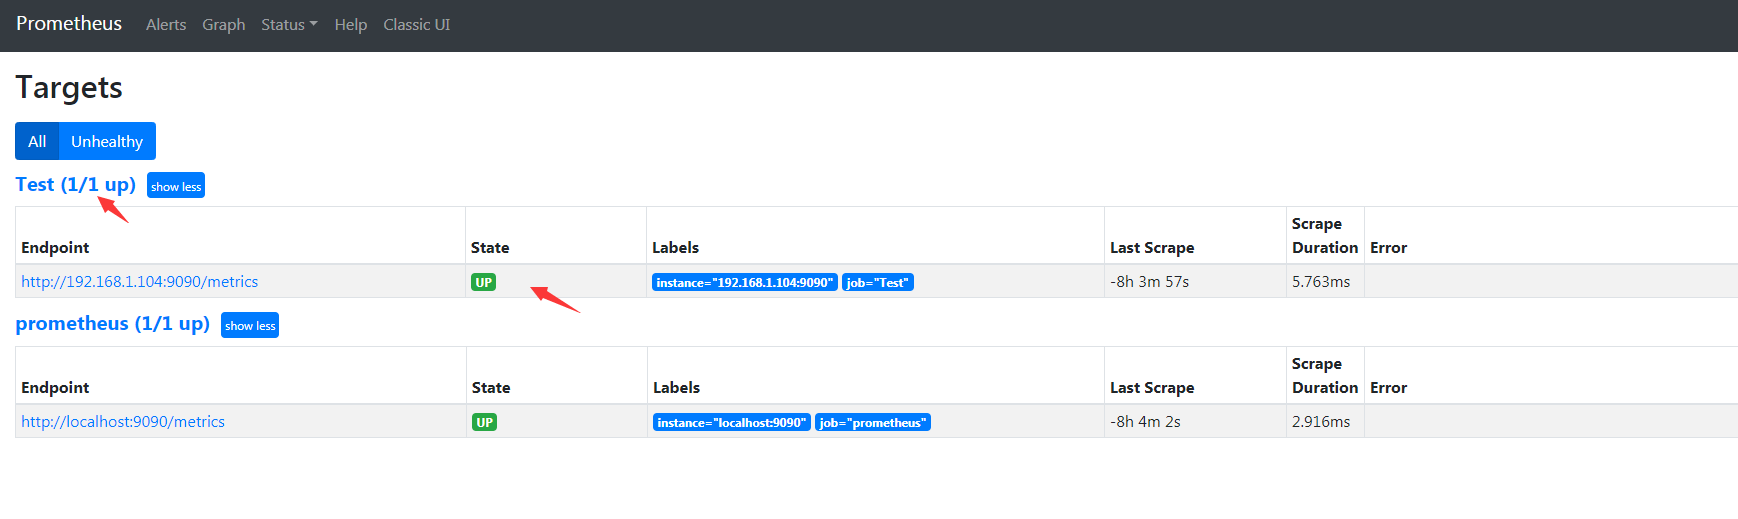 Prometheus Alerts Graph Status Help Classic UI
Targets
All Unhealthy
Test (1/1 up) show less
Endpoint State Labels Last Scrape Scrape Duration Error
http://192.168.1.104:9090/metrics UP instance="192.168.1.104:9090" job="Test" -8h 3m 57s 5.763ms
prometheus (1/1 up) show less
Endpoint State Labels Last Scrape Scrape Duration Error
http://localhost:9090/metrics UP instance="localhost:9090" job="prometheus" -8h 4m 2s 2.916ms